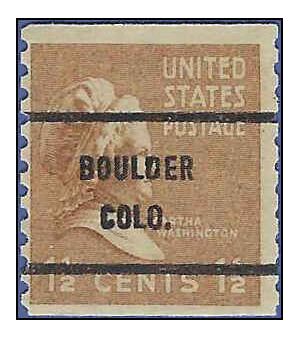 UNITED
STATES
POSTAGE
BOULDER
COLO.
MARTHA
WASHINGTON
1½ CENTS 1½